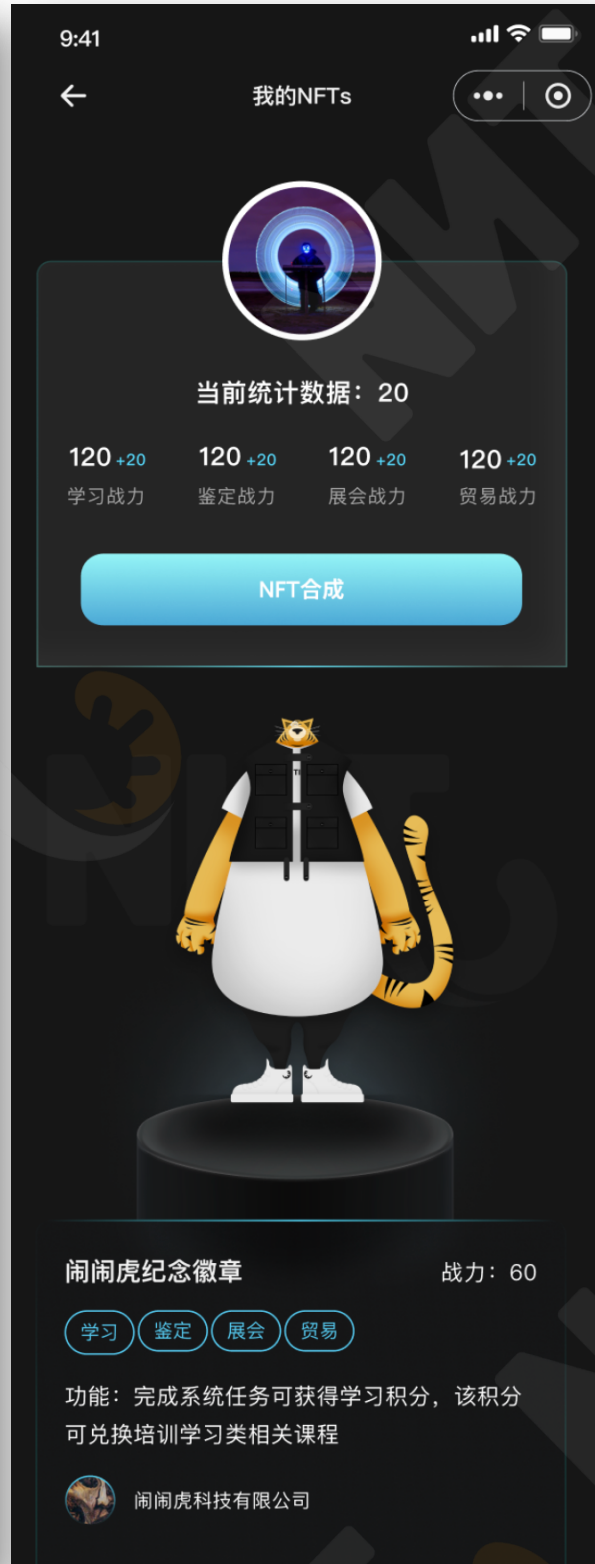 9:41
我的NFTs
当前统计数据：20
120 +20 120 +20 120 +20 120 +20
学习战力 鉴定战力 展会战力 贸易战力
NFT合成
闹闹虎纪念徽章 战力：60
学习 鉴定 展会 贸易
功能：完成系统任务可获得学习积分，该积分
可兑换培训学习类相关课程
闹闹虎科技有限公司